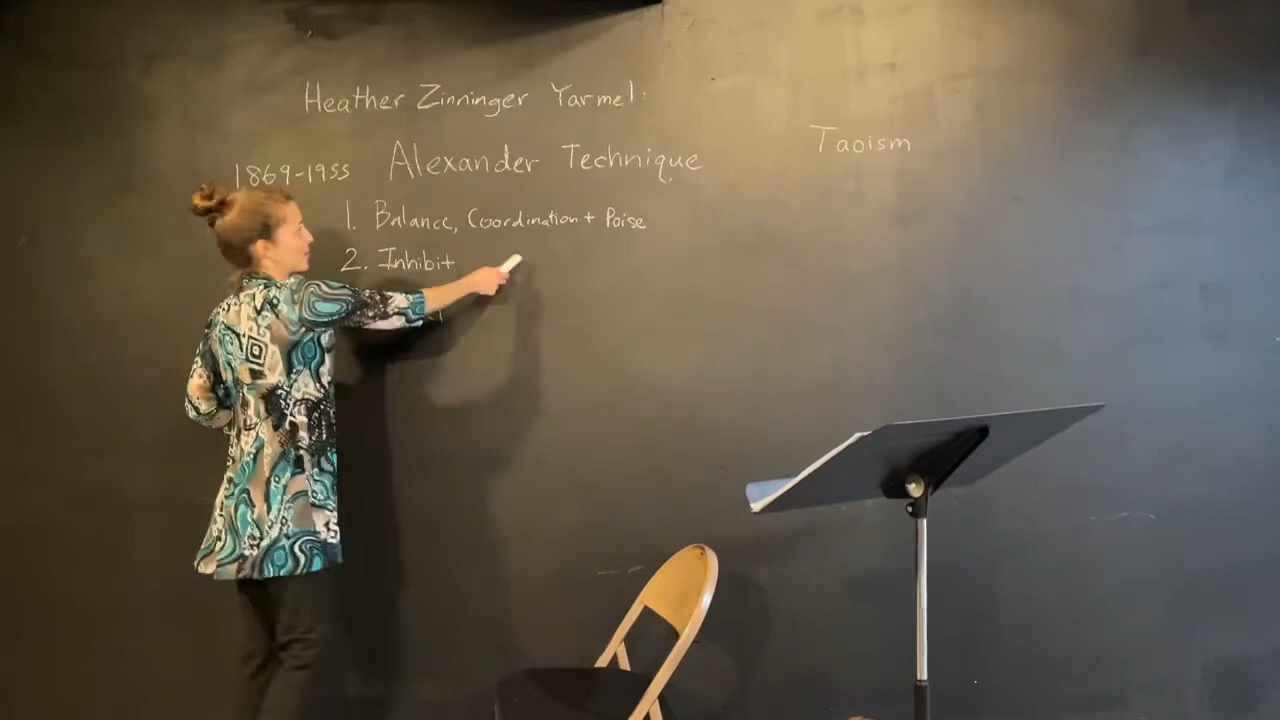 Heather Zinninger Yarmel:
Taoism
1869-1955 Alexander Technique
1. Balance, Coordination + Poise
2. Inhibit